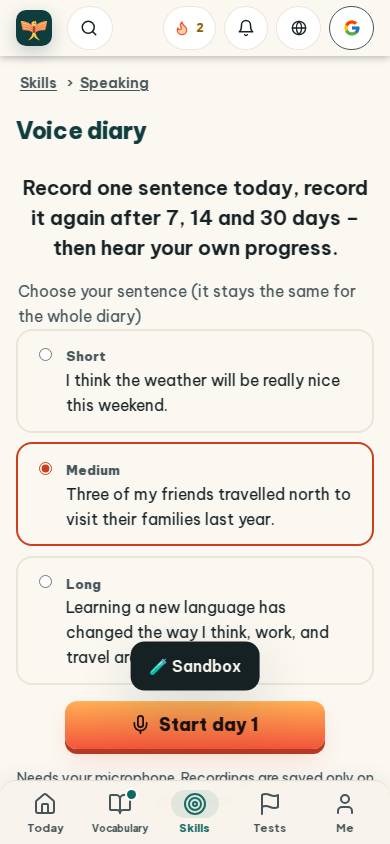 2
Skills > Speaking
Voice diary
Record one sentence today, record
it again after 7, 14 and 30 days –
then hear your own progress.
Choose your sentence (it stays the same for
the whole diary)
Short
I think the weather will be really nice
this weekend.
Medium
Three of my friends travelled north to
visit their families last year.
Long
Learning a new language has
changed the way I think, work, and
travel
Sandbox
Start day 1
Needs your microphone. Recordings are saved only on
Today Vocabulary Skills Tests Me